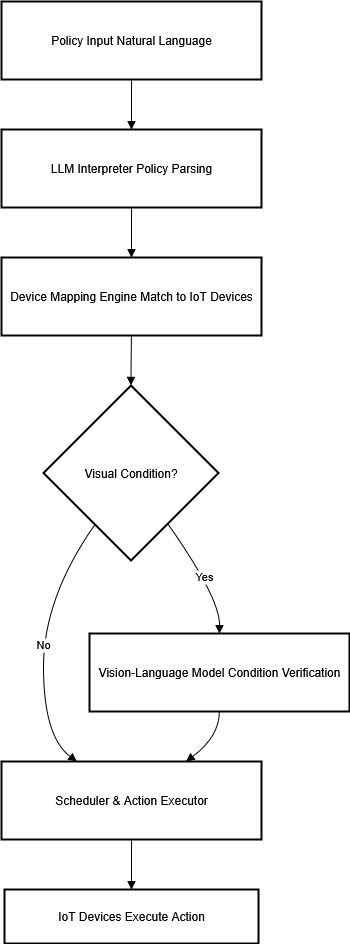 Policy Input Natural Language
LLM Interpreter Policy Parsing
Device Mapping Engine Match to IoT Devices
Visual Condition?
Yes
No
Vision-Language Model Condition Verification
Scheduler & Action Executor
IoT Devices Execute Action